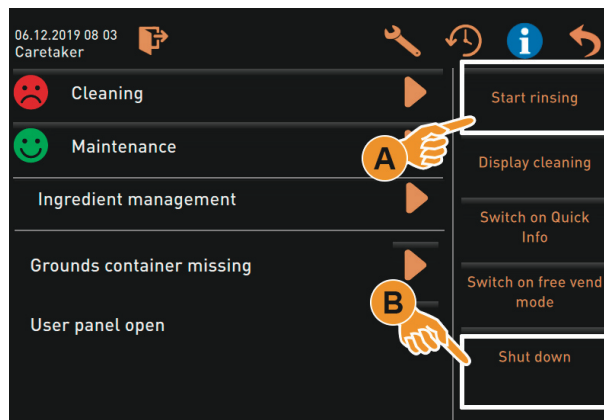 06.12.2019 08 03
Caretaker
i
Cleaning
Start rinsing
Maintenance
A
Display cleaning
Ingredient management
Switch on Quick
Info
Grounds container missing
Switch on free vend
mode
B
User panel open
Shut down